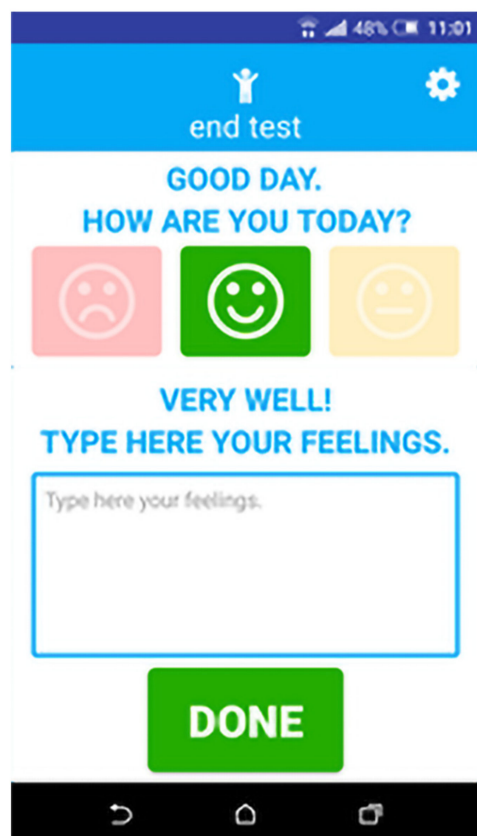 48% 11:01
end test
GOOD DAY.
HOW ARE YOU TODAY?
VERY WELL!
TYPE HERE YOUR FEELINGS.
Type here your feelings.
DONE